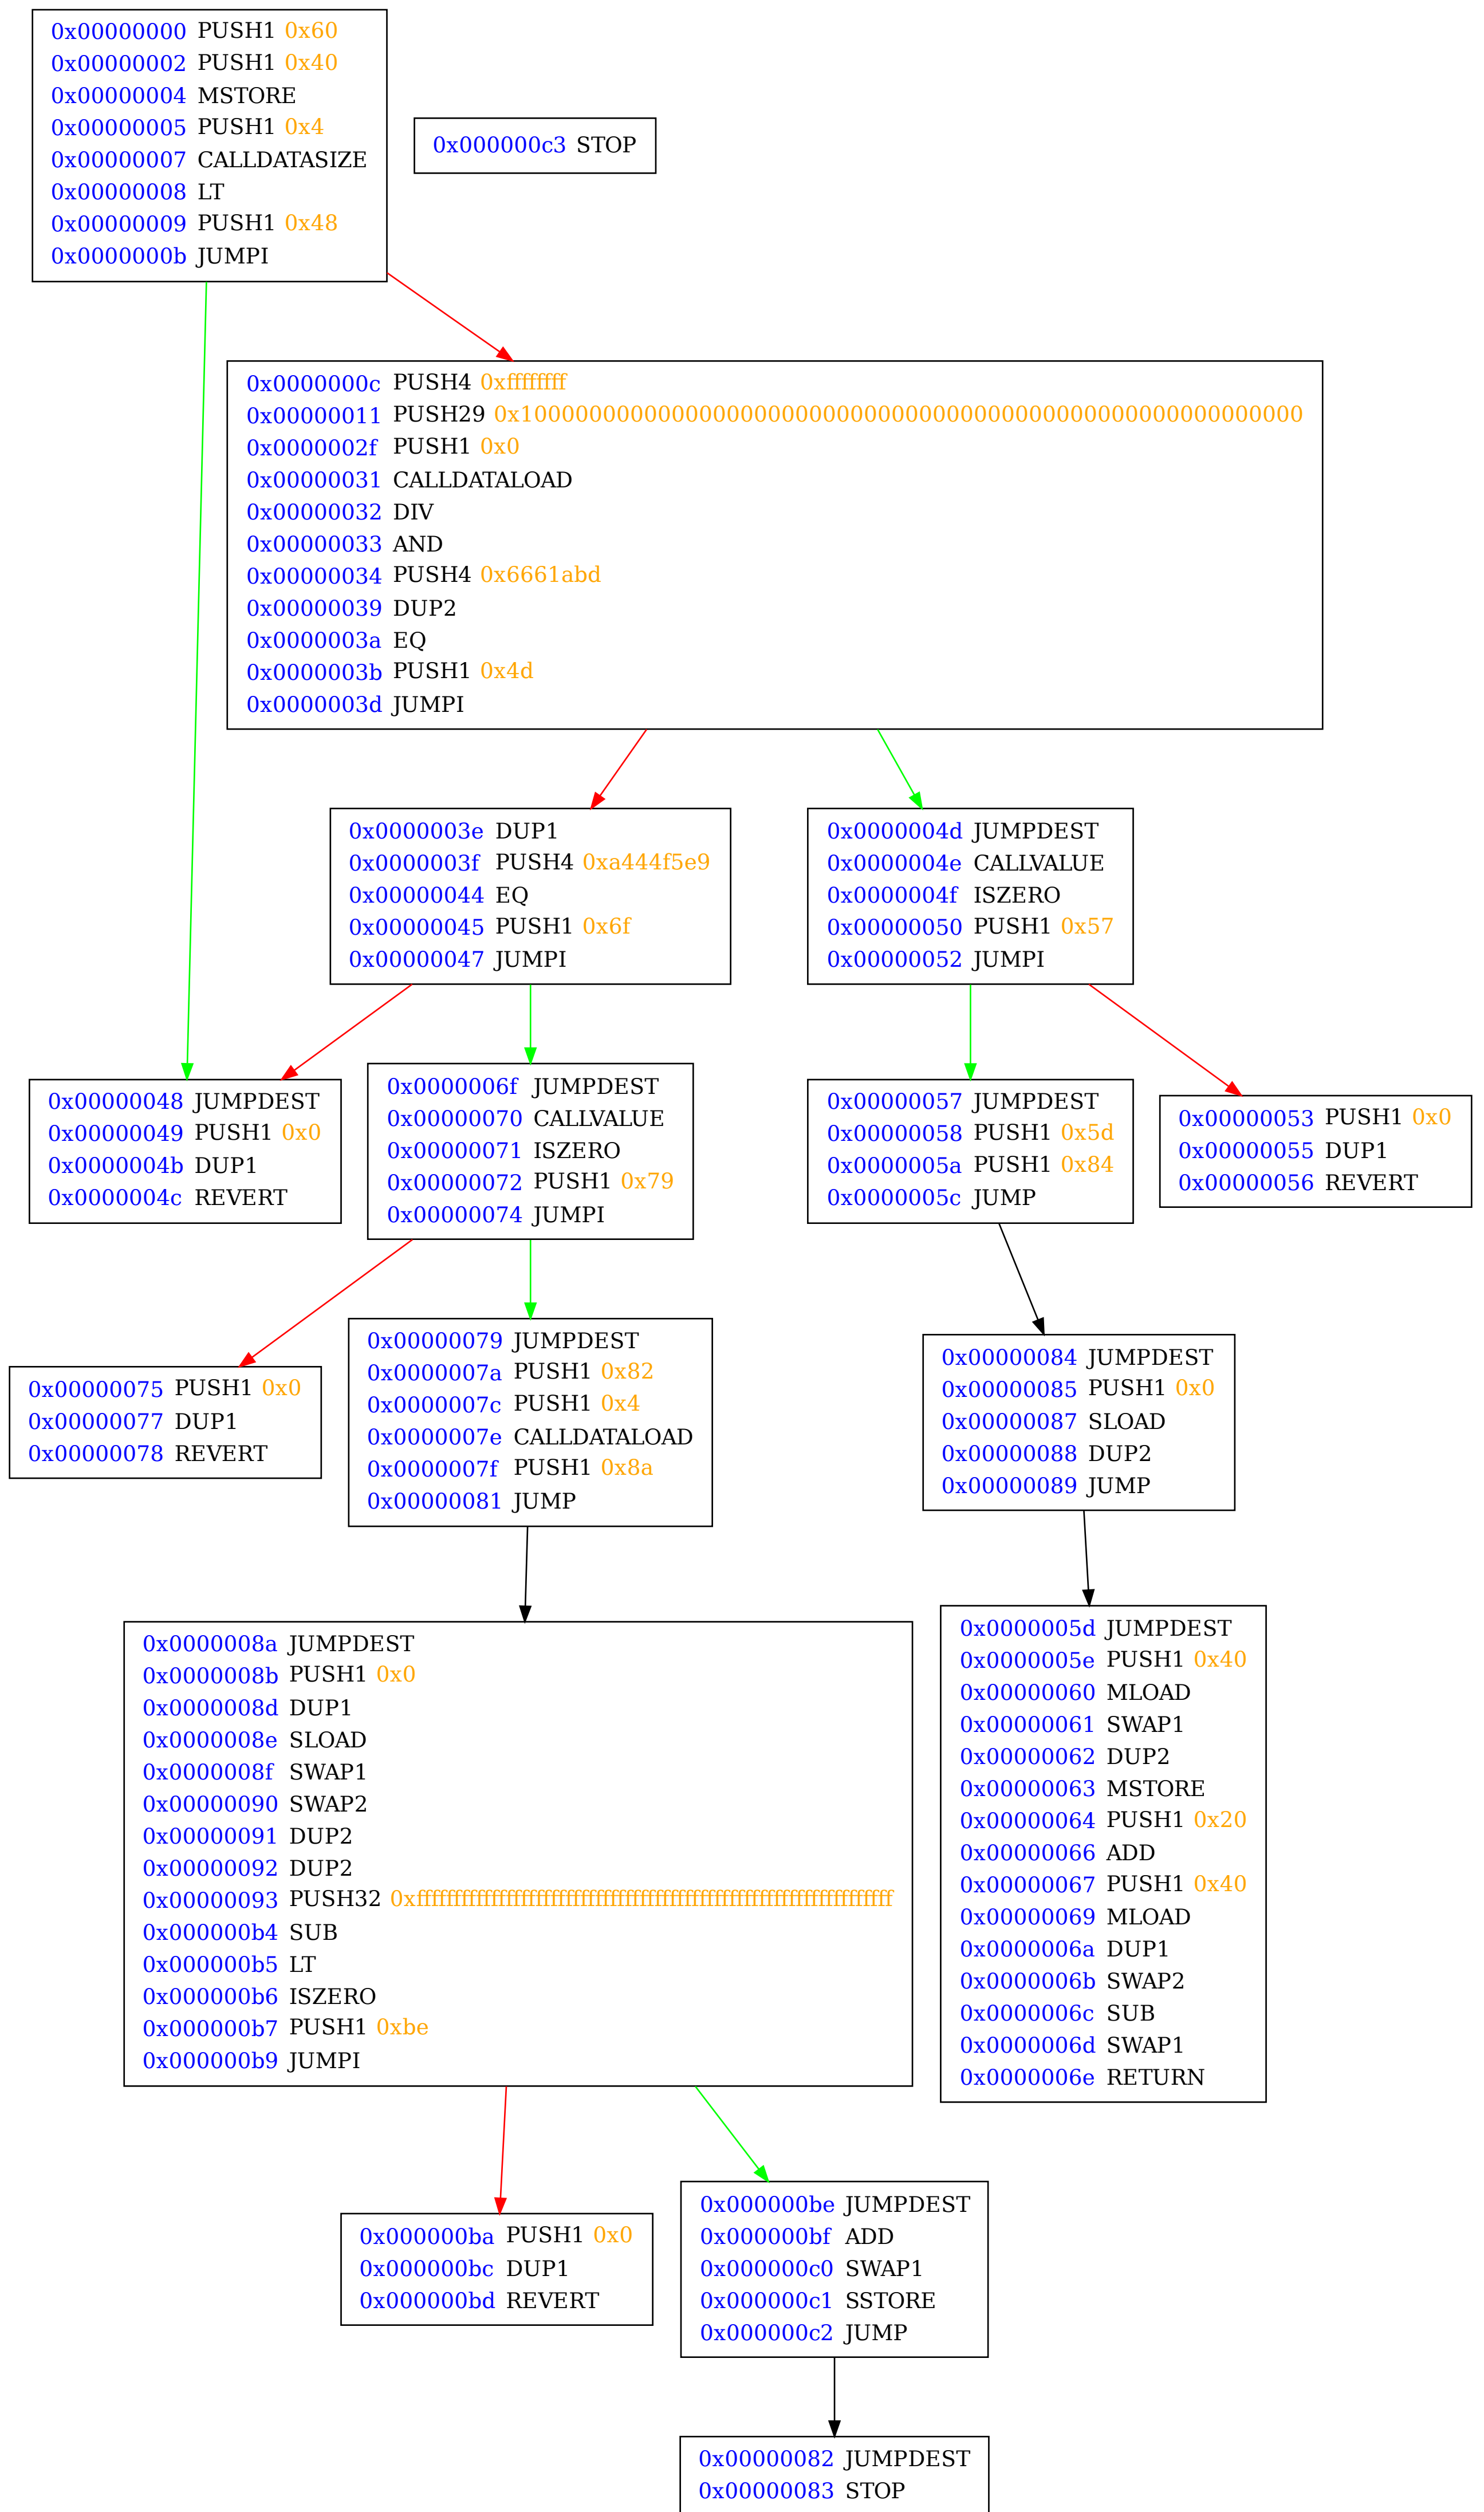 0x00000000 PUSH1 0x60
0x00000002 PUSH1 0x40
0x00000004 MSTORE
0x00000005 PUSH1 0x4
0x00000007 CALLDATASIZE
0x00000008 LT
0x00000009 PUSH1 0x48
0x0000000b JUMPI
0x000000c3 STOP
0x0000000c PUSH4 0xffffffff
0x00000011 PUSH29 0x100000000000000000000000000000000000000000000000000000000
0x0000002f PUSH1 0x0
0x00000031 CALLDATALOAD
0x00000032 DIV
0x00000033 AND
0x00000034 PUSH4 0x6661abd
0x00000039 DUP2
0x0000003a EQ
0x0000003b PUSH1 0x4d
0x0000003d JUMPI
0x0000003e DUP1
0x0000003f PUSH4 0xa444f5e9
0x00000044 EQ
0x00000045 PUSH1 0x6f
0x00000047 JUMPI
0x0000004d JUMPDEST
0x0000004e CALLVALUE
0x0000004f ISZERO
0x00000050 PUSH1 0x57
0x00000052 JUMPI
0x00000048 JUMPDEST
0x00000049 PUSH1 0x0
0x0000004b DUP1
0x0000004c REVERT
0x0000006f JUMPDEST
0x00000070 CALLVALUE
0x00000071 ISZERO
0x00000072 PUSH1 0x79
0x00000074 JUMPI
0x00000057 JUMPDEST
0x00000058 PUSH1 0x5d
0x0000005a PUSH1 0x84
0x0000005c JUMP
0x00000053 PUSH1 0x0
0x00000055 DUP1
0x00000056 REVERT
0x00000075 PUSH1 0x0
0x00000077 DUP1
0x00000078 REVERT
0x00000079 JUMPDEST
0x0000007a PUSH1 0x82
0x0000007c PUSH1 0x4
0x0000007e CALLDATALOAD
0x0000007f PUSH1 0x8a
0x00000081 JUMP
0x00000084 JUMPDEST
0x00000085 PUSH1 0x0
0x00000087 SLOAD
0x00000088 DUP2
0x00000089 JUMP
0x0000008a JUMPDEST
0x0000008b PUSH1 0x0
0x0000008d DUP1
0x0000008e SLOAD
0x0000008f SWAP1
0x00000090 SWAP2
0x00000091 DUP2
0x00000092 DUP2
0x00000093 PUSH32 0xffffffffffffffffffffffffffffffffffffffffffffffffffffffffffffffff
0x000000b4 SUB
0x000000b5 LT
0x000000b6 ISZERO
0x000000b7 PUSH1 0xbe
0x000000b9 JUMPI
0x0000005d JUMPDEST
0x0000005e PUSH1 0x40
0x00000060 MLOAD
0x00000061 SWAP1
0x00000062 DUP2
0x00000063 MSTORE
0x00000064 PUSH1 0x20
0x00000066 ADD
0x00000067 PUSH1 0x40
0x00000069 MLOAD
0x0000006a DUP1
0x0000006b SWAP2
0x0000006c SUB
0x0000006d SWAP1
0x0000006e RETURN
0x000000ba PUSH1 0x0
0x000000bc DUP1
0x000000bd REVERT
0x000000be JUMPDEST
0x000000bf ADD
0x000000c0 SWAP1
0x000000c1 SSTORE
0x000000c2 JUMP
0x00000082 JUMPDEST
0x00000083 STOP